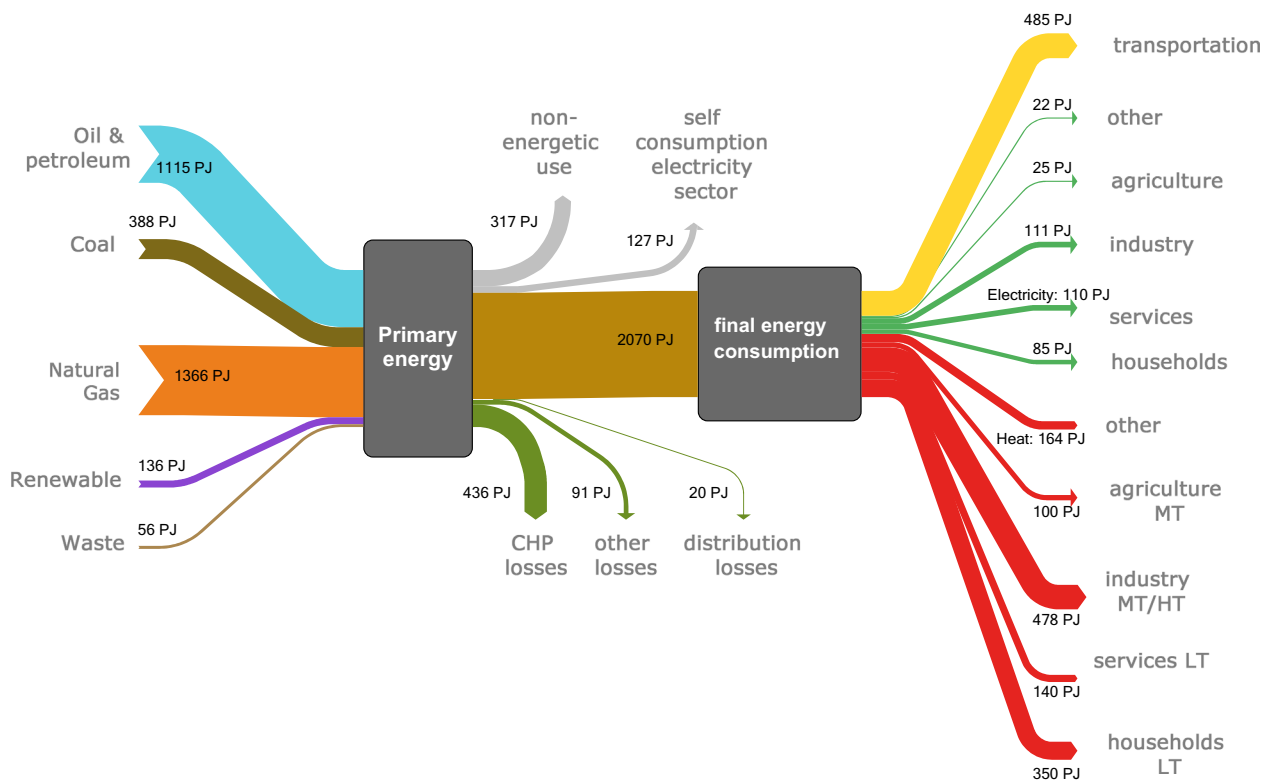 Oil &
petroleum
1115 PJ
388 PJ
Coal
Natural
Gas
1366 PJ
136 PJ
Renewable
56 PJ
Waste
Primary
energy
non-
energetic
use
317 PJ
self
consumption
electricity
sector
127 PJ
2070 PJ
436 PJ
CHP
losses
91 PJ
other
losses
20 PJ
distribution
losses
final energy
consumption
485 PJ
transportation
22 PJ
other
25 PJ
agriculture
111 PJ
industry
Electricity: 110 PJ
services
85 PJ
households
other
Heat: 164 PJ
agriculture
MT
100 PJ
industry
MT/HT
478 PJ
services LT
140 PJ
households
LT
350 PJ